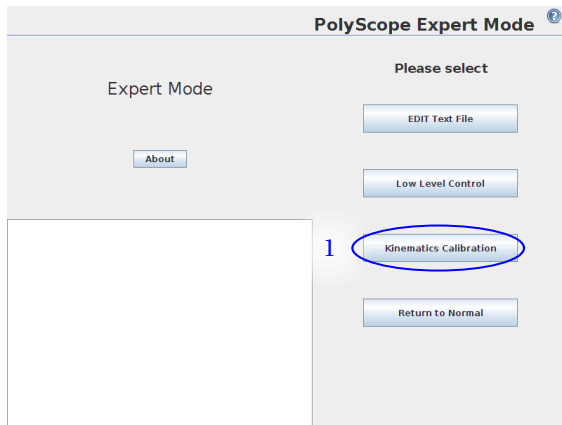 PolyScope Expert Mode
?
Expert Mode
About
Please select
EDIT Text File
Low Level Control
1
Kinematics Calibration
Return to Normal